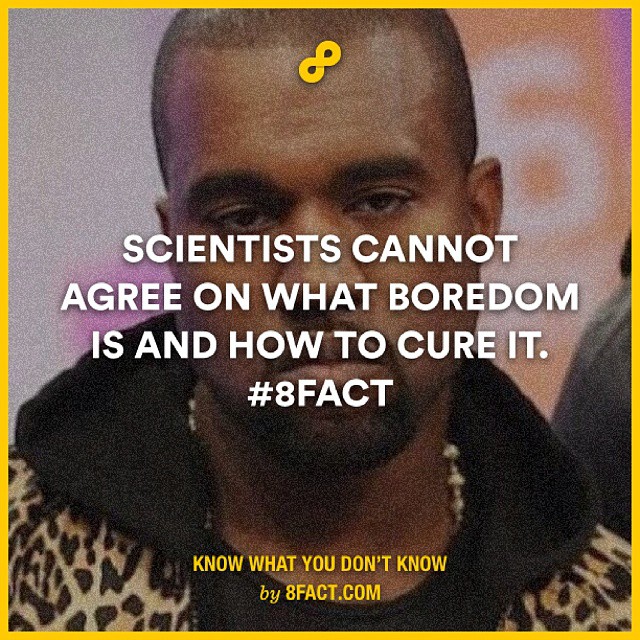 SCIENTISTS CANNOT
AGREE ON WHAT BOREDOM
IS AND HOW TO CURE IT.
#8FACT
KNOW WHAT YOU DON'T KNOW
by 8FACT.COM